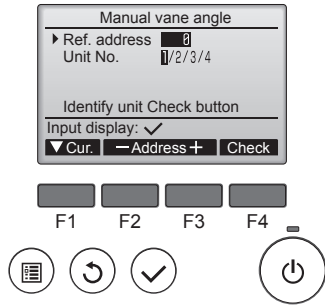 Manual vane angle
Ref. address 0
Unit No. 1/2/3/4
Identify unit Check button
Input display: ✓
▼ Cur. − Address + Check
F1 F2 F3 F4